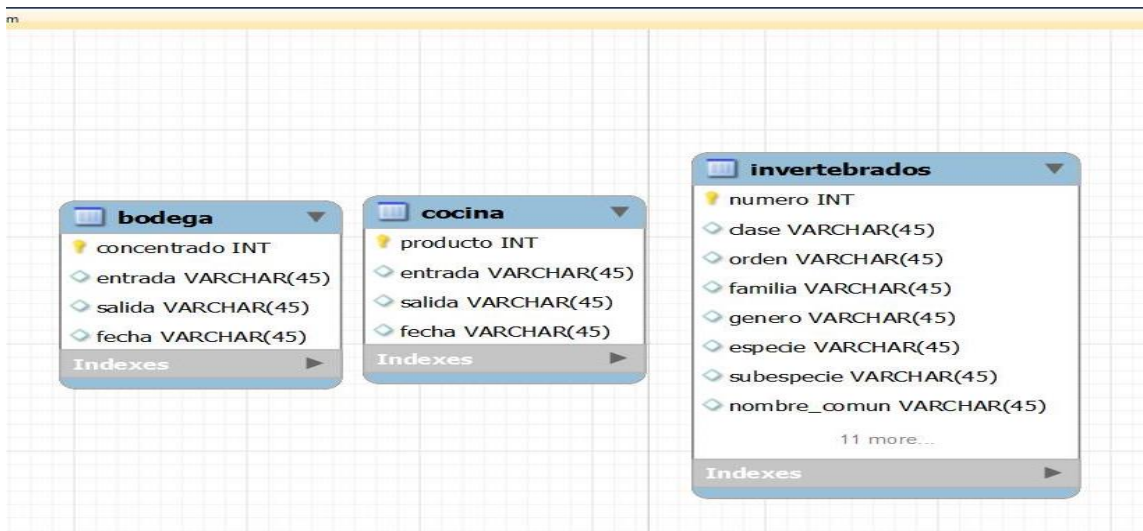 m
bodega
concentrado INT
entrada VARCHAR(45)
salida VARCHAR(45)
fecha VARCHAR(45)
Indexes
cocina
producto INT
entrada VARCHAR(45)
salida VARCHAR(45)
fecha VARCHAR(45)
Indexes
invertebrados
numero INT
clase VARCHAR(45)
orden VARCHAR(45)
familia VARCHAR(45)
genero VARCHAR(45)
especie VARCHAR(45)
subespecie VARCHAR(45)
nombre_comun VARCHAR(45)
11 more...
Indexes